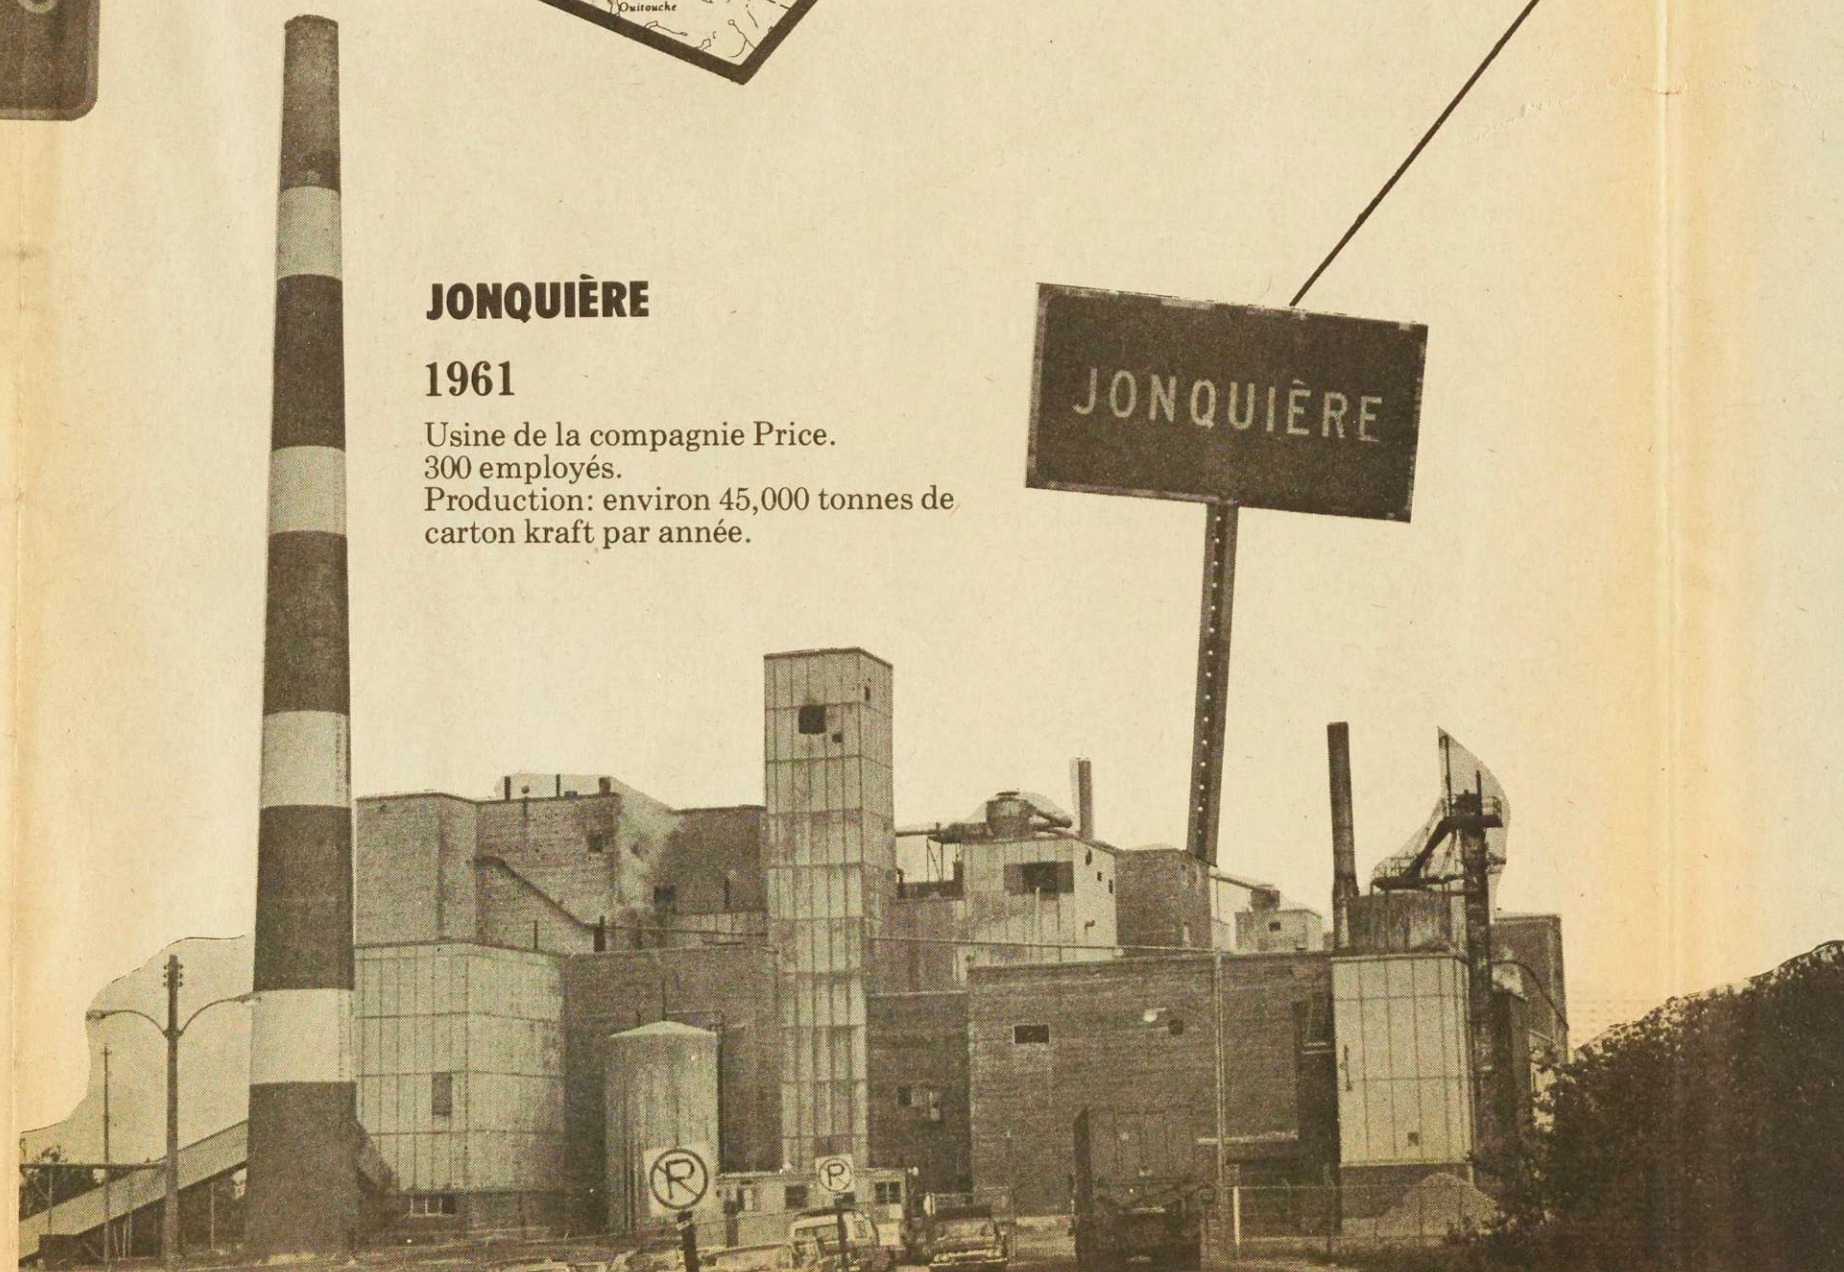 Ouitouche
JONQUIÈRE
1961
Usine de la compagnie Price.
300 employés.
Production: environ 45,000 tonnes de
carton kraft par année.
JONQUIÈRE
P
P